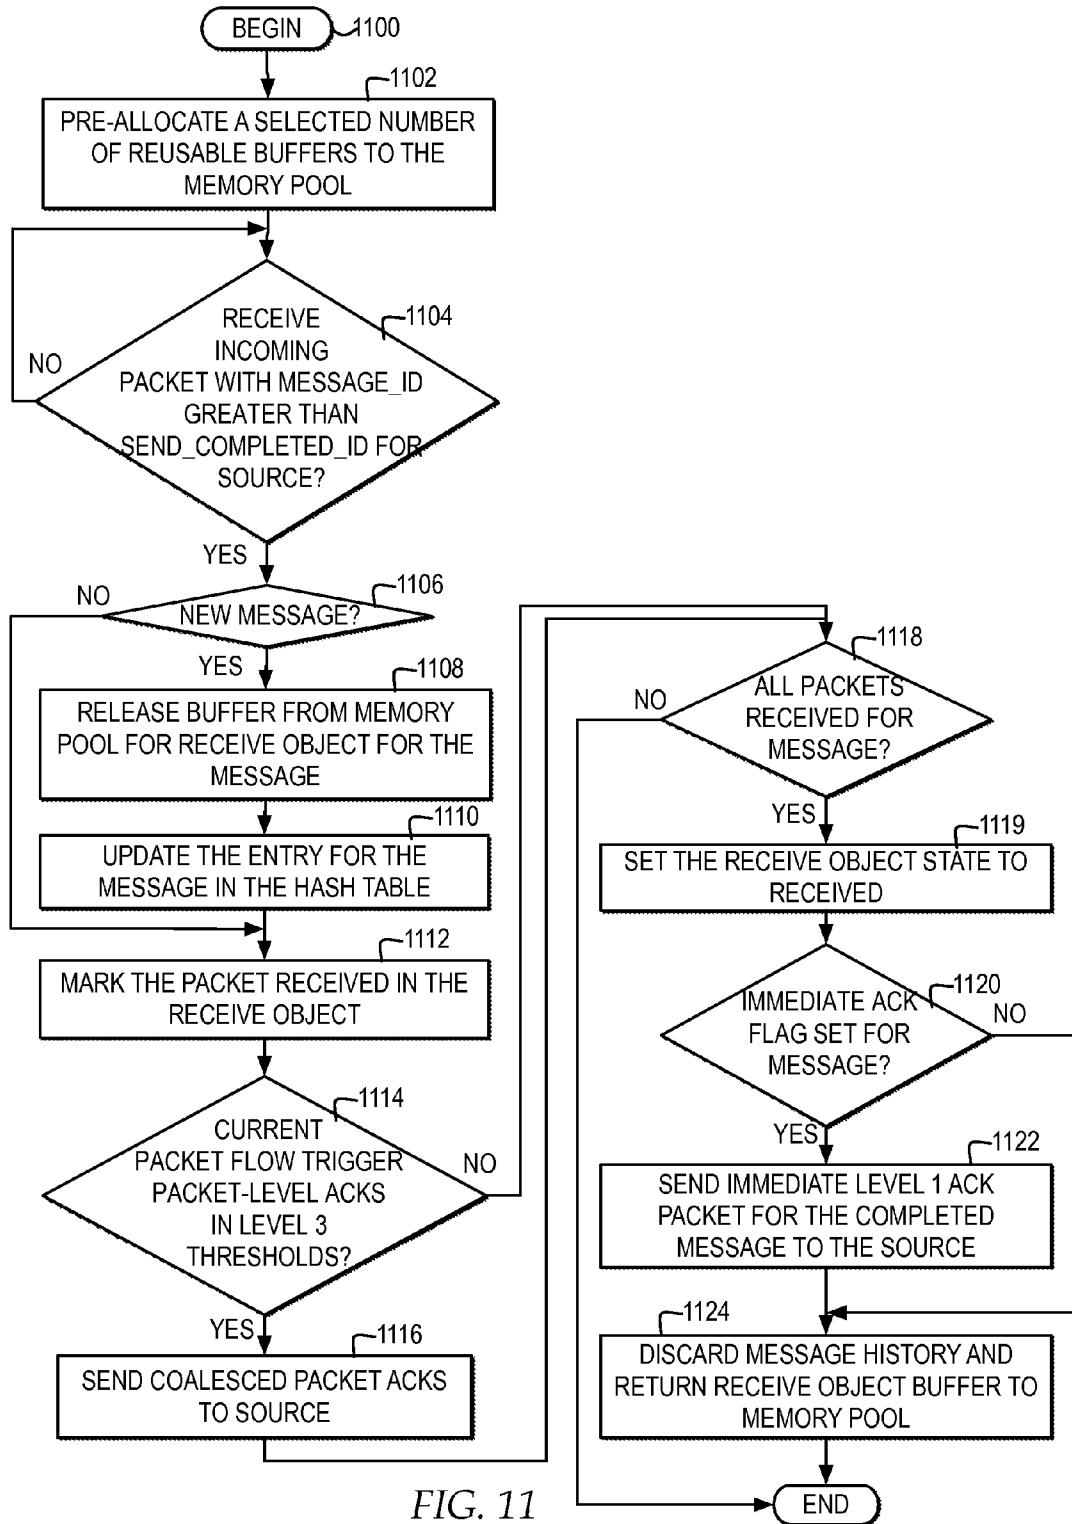 BEGIN
1100
1102
PRE-ALLOCATE A SELECTED NUMBER
OF REUSABLE BUFFERS TO THE
MEMORY POOL
1104
RECEIVE
INCOMING
PACKET WITH MESSAGE_ID
GREATER THAN
SEND_COMPLETED_ID FOR
SOURCE?
NO
YES
1106
NEW MESSAGE?
NO
YES
1108
RELEASE BUFFER FROM MEMORY
POOL FOR RECEIVE OBJECT FOR THE
MESSAGE
1110
UPDATE THE ENTRY FOR THE
MESSAGE IN THE HASH TABLE
1112
MARK THE PACKET RECEIVED IN THE
RECEIVE OBJECT
1114
CURRENT
PACKET FLOW TRIGGER
PACKET-LEVEL ACKS
IN LEVEL 3
THRESHOLDS?
NO
YES
1116
SEND COALESCED PACKET ACKS
TO SOURCE
1118
ALL PACKETS
RECEIVED FOR
MESSAGE?
NO
YES
1119
SET THE RECEIVE OBJECT STATE TO
RECEIVED
1120
IMMEDIATE ACK
FLAG SET FOR
MESSAGE?
NO
YES
1122
SEND IMMEDIATE LEVEL 1 ACK
PACKET FOR THE COMPLETED
MESSAGE TO THE SOURCE
1124
DISCARD MESSAGE HISTORY AND
RETURN RECEIVE OBJECT BUFFER TO
MEMORY POOL
END
FIG. 11